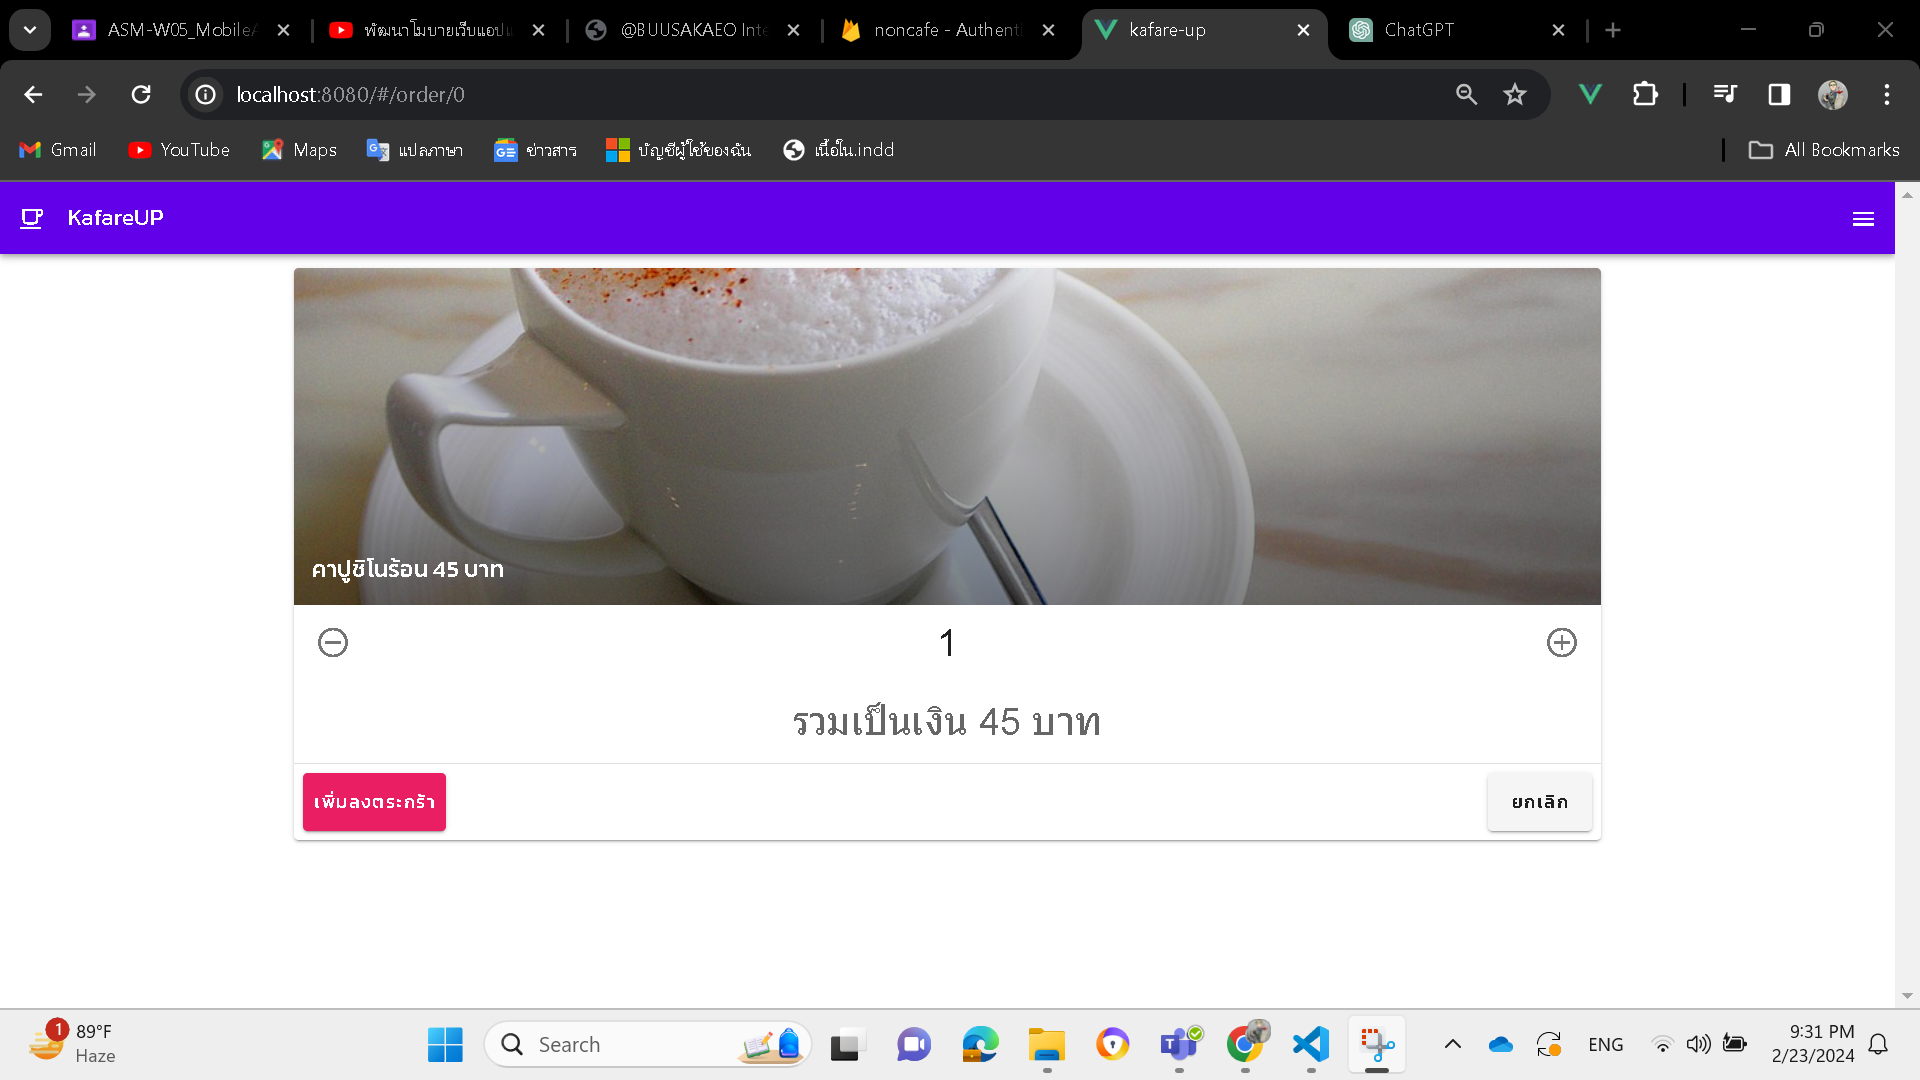 ASM-W05_Mobile
พัฒนาโมบายเว็บแอป
@BUUSAKAEO Inte
noncafe - Authenti
kafare-up
ChatGPT
localhost:8080/#/order/0
Gmail
YouTube
Maps
แปลภาษา
ข่าวสาร
บัญชีผู้ใช้ของฉัน
เนื้อใน.indd
All Bookmarks
KafareUP
คาปูชิโนร้อน 45 บาท
1
รวมเป็นเงิน 45 บาท
เพิ่มลงตระกร้า
ยกเลิก
1
89°F
Haze
Search
ENG
9:31 PM
2/23/2024